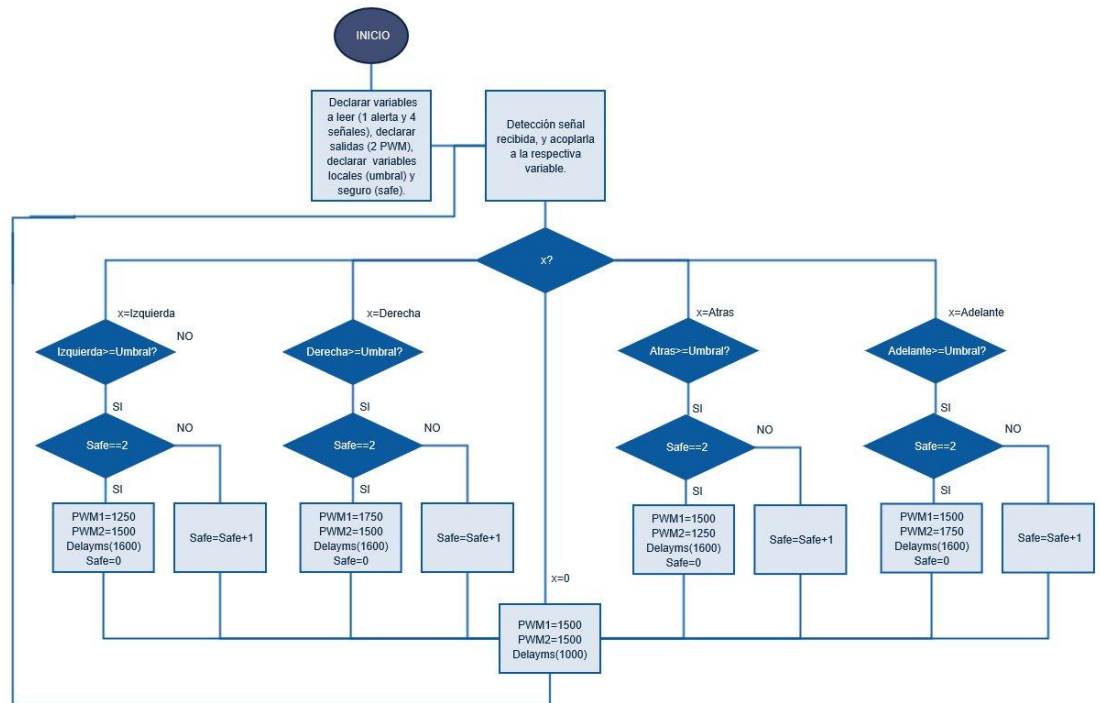 INICIO
Declarar variables
a leer (1 alerta y 4
señales), declarar
salidas (2 PWM),
declarar variables
locales (umbral) y
seguro (safe).
Detección señal
recibida, y acoplarla
a la respectiva
variable.
x?
x=Izquierda
x=Derecha
x=Atras
x=Adelante
Izquierda>=Umbral?
NO
Derecha>=Umbral?
Atras>=Umbral?
Adelante>=Umbral?
SI
SI
SI
SI
Safe==2
NO
Safe==2
NO
Safe==2
NO
Safe==2
NO
SI
SI
SI
SI
PWM1=1250
PWM2=1500
Delayms(1600)
Safe=0
Safe=Safe+1
PWM1=1750
PWM2=1500
Delayms(1600)
Safe=0
Safe=Safe+1
PWM1=1500
PWM2=1250
Delayms(1600)
Safe=0
Safe=Safe+1
PWM1=1500
PWM2=1750
Delayms(1600)
Safe=0
Safe=Safe+1
x=0
PWM1=1500
PWM2=1500
Delayms(1000)